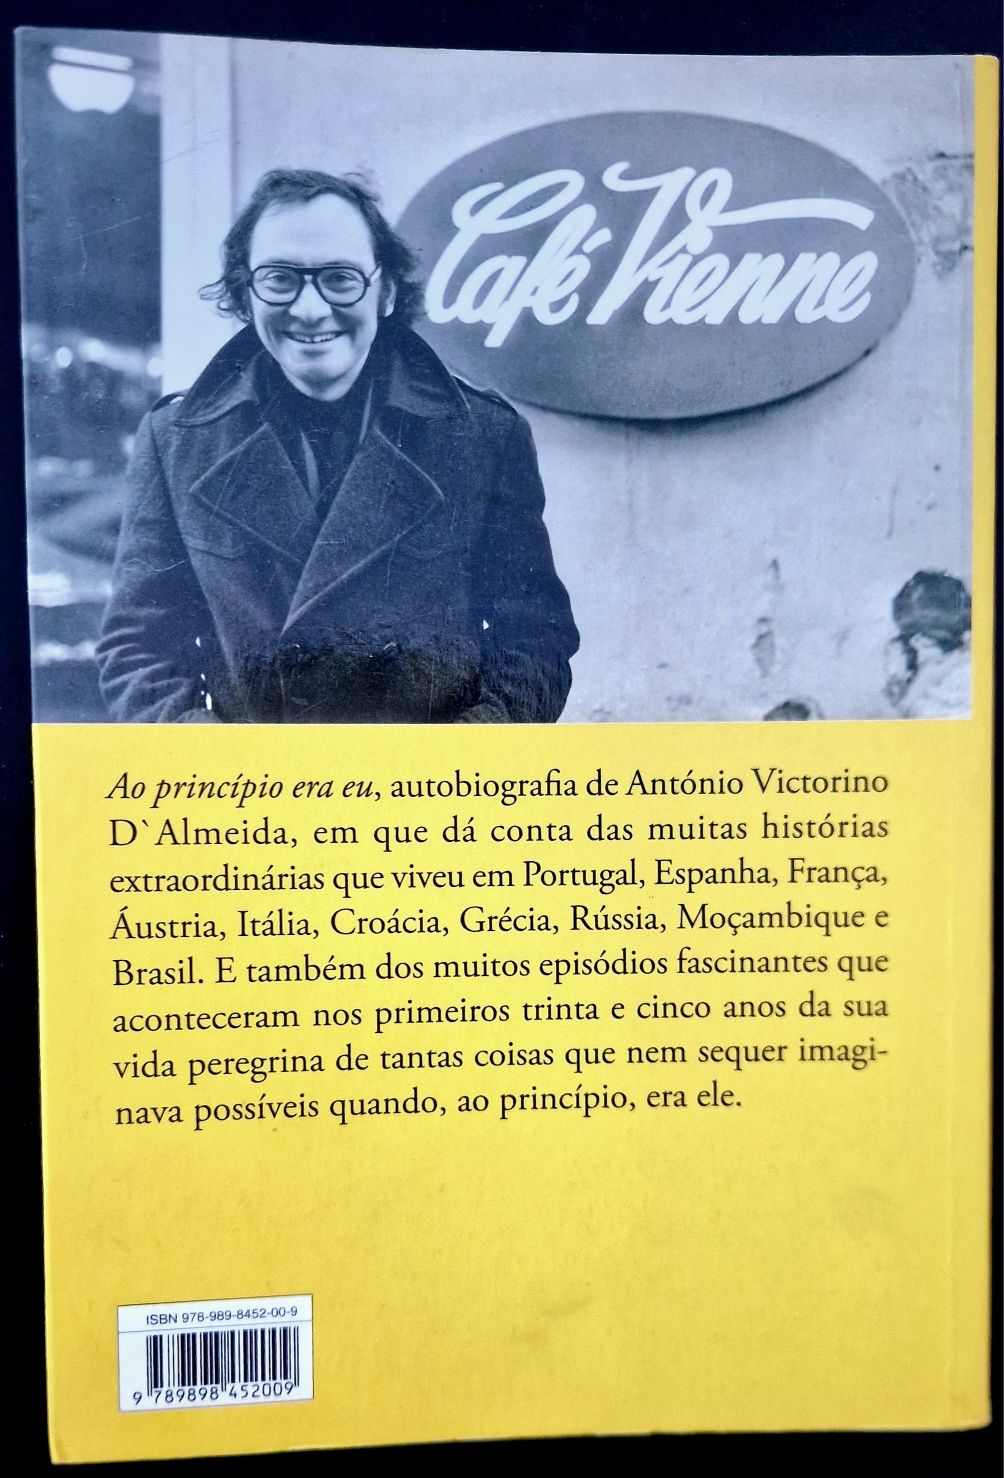 Café Vienne
Ao princípio era eu, autobiografia de António Victorino
D`Almeida, em que dá conta das muitas histórias
extraordinárias que viveu em Portugal, Espanha, França,
Áustria, Itália, Croácia, Grécia, Rússia, Moçambique e
Brasil. E também dos muitos episódios fascinantes que
aconteceram nos primeiros trinta e cinco anos da sua
vida peregrina de tantas coisas que nem sequer imagi-
nava possíveis quando, ao princípio, era ele.
ISBN 978-989-8452-00-9
9 789898 452009